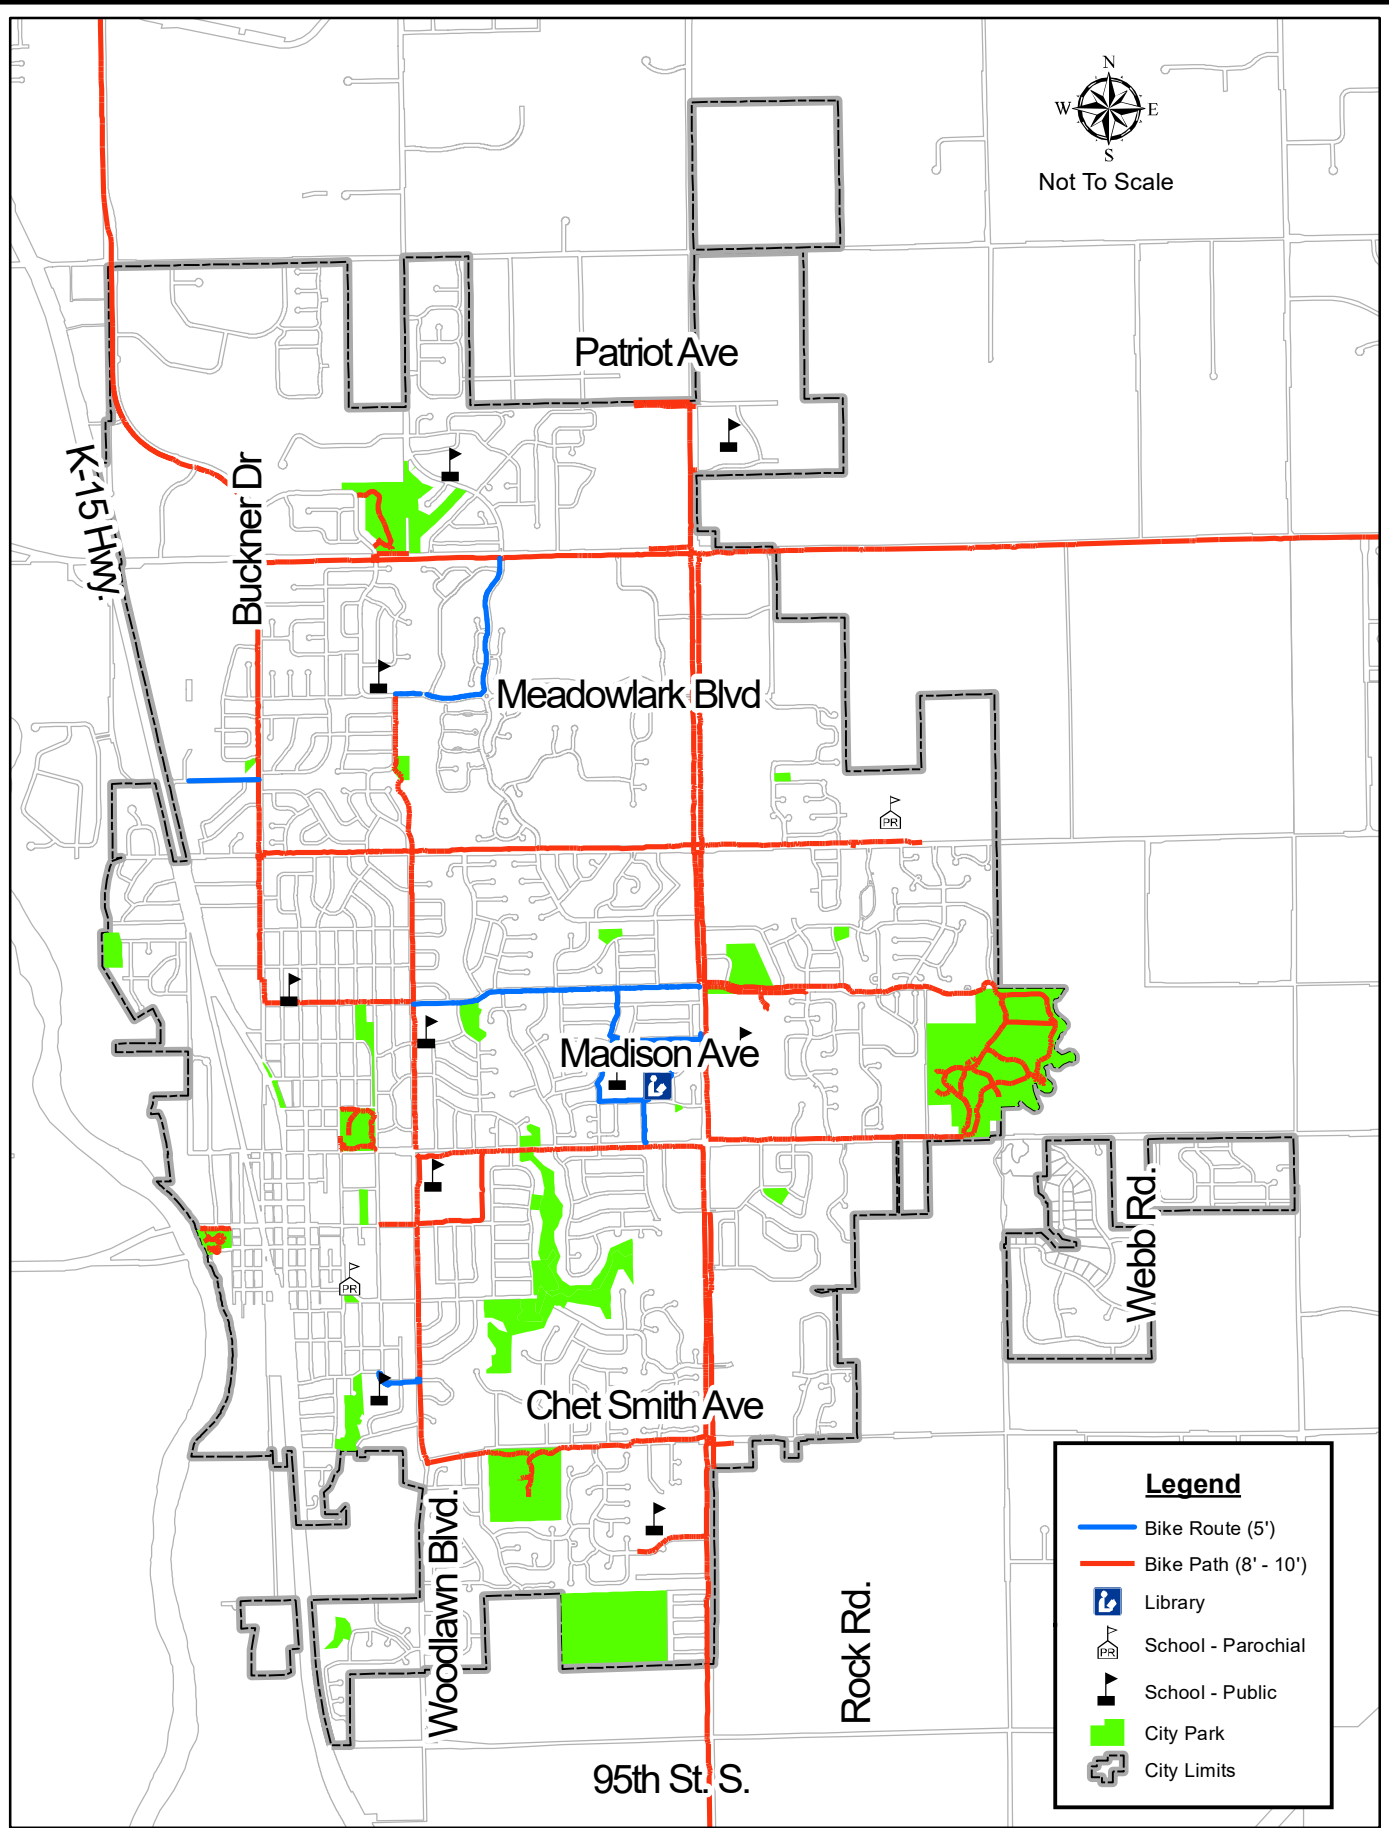 N
W E
S
Not To Scale
Patriot Ave
K-15 Hwy.
Buckner Dr
Meadowlark Blvd
PR
Madison Ave
Webb Rd.
PR
Chet Smith Ave
Woodlawn Blvd.
Rock Rd.
95th St. S.
Legend
Bike Route (5')
Bike Path (8' - 10')
Library
PR School - Parochial
School - Public
City Park
City Limits